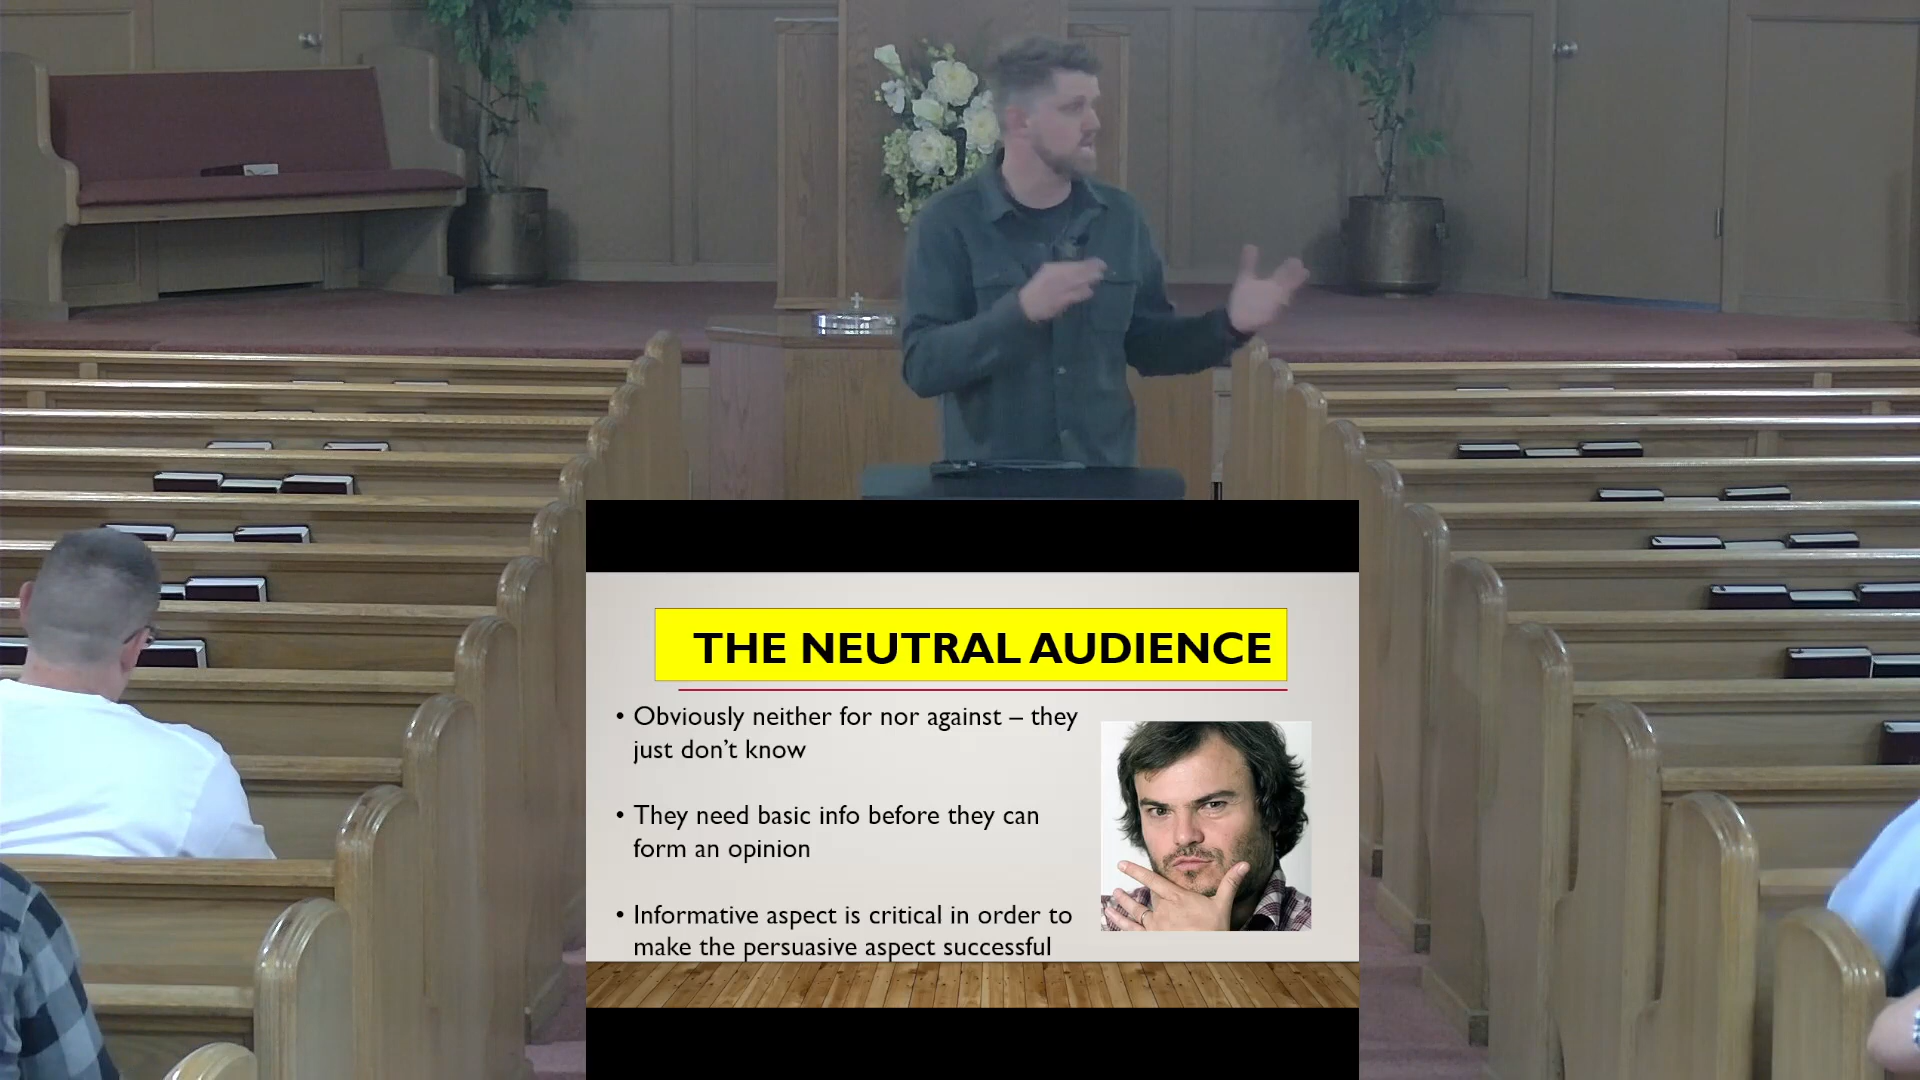 THE NEUTRAL AUDIENCE
• Obviously neither for nor against – they
just don’t know
• They need basic info before they can
form an opinion
• Informative aspect is critical in order to
make the persuasive aspect successful